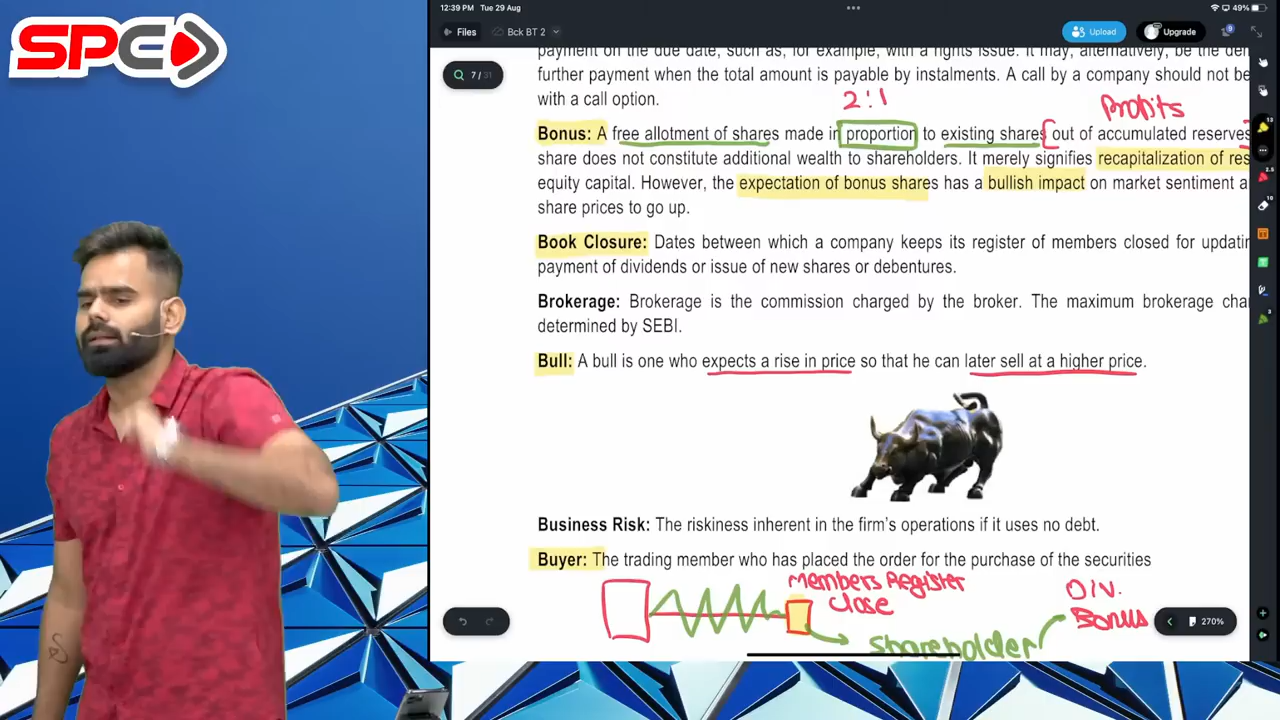 SPC
12:39 PM Tue 29 Aug
49%
Files
Bck BT 2
Upload
Upgrade
9
7 / 31
payment on the due date, such as, for example, with a rights issue. It may, alternatively, be the
further payment when the total amount is payable by instalments. A call by a company should not be
with a call option.
2:1
Profits
Bonus: A free allotment of shares made in proportion to existing shares out of accumulated reserves
share does not constitute additional wealth to shareholders. It merely signifies recapitalization of res
equity capital. However, the expectation of bonus shares has a bullish impact on market sentiment a
share prices to go up.
Book Closure: Dates between which a company keeps its register of members closed for updatin
payment of dividends or issue of new shares or debentures.
Brokerage: Brokerage is the commission charged by the broker. The maximum brokerage cha
determined by SEBI.
Bull: A bull is one who expects a rise in price so that he can later sell at a higher price.
Business Risk: The riskiness inherent in the firm's operations if it uses no debt.
Buyer: The trading member who has placed the order for the purchase of the securities
Members Register
close
Div.
Bonus
shareholder
270%